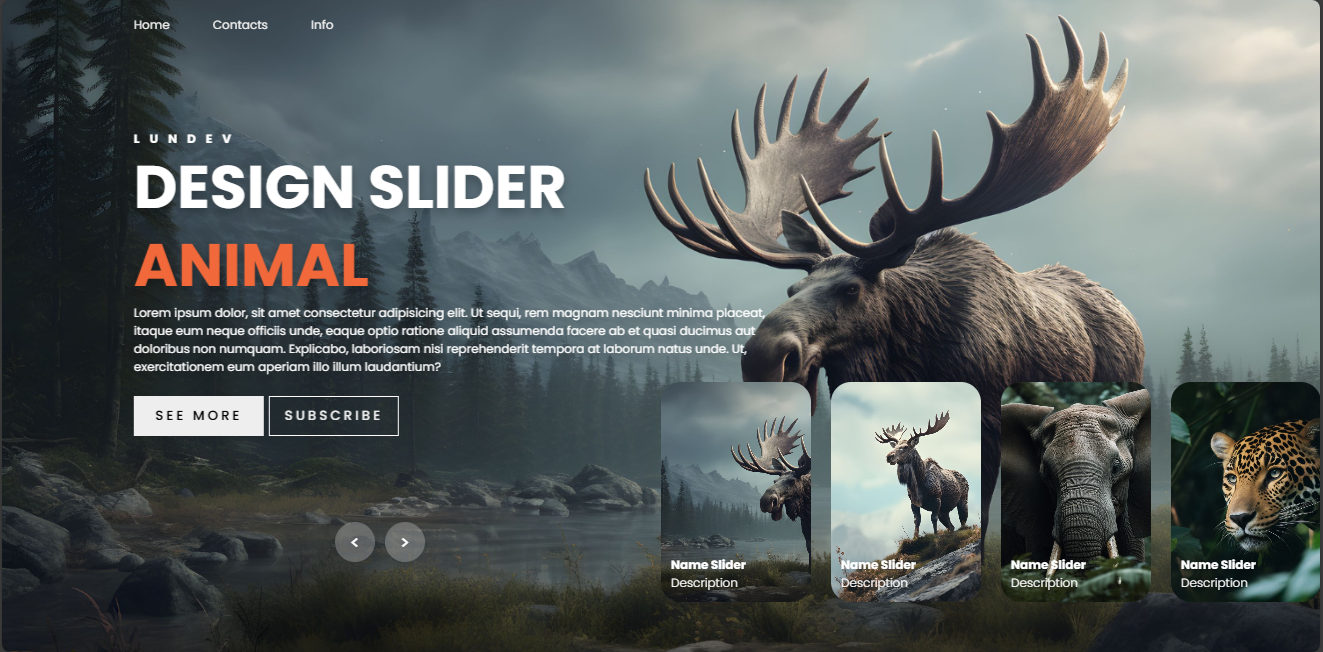 Home Contacts Info
LUNDEV
DESIGN SLIDER
ANIMAL
Lorem ipsum dolor, sit amet consectetur adipisicing elit. Ut sequi, rem magnam nesciunt minima placeat,
itaque eum neque officiis unde, eaque optio ratione aliquid assumenda facere ab et quasi ducimus aut
doloribus non numquam. Explicabo, laboriosam nisi reprehenderit tempora at laborum natus unde. Ut,
exercitationem eum aperiam illo illum laudantium?
SEE MORE SUBSCRIBE
< >
Name Slider
Description
Name Slider
Description
Name Slider
Description
Name Slider
Description